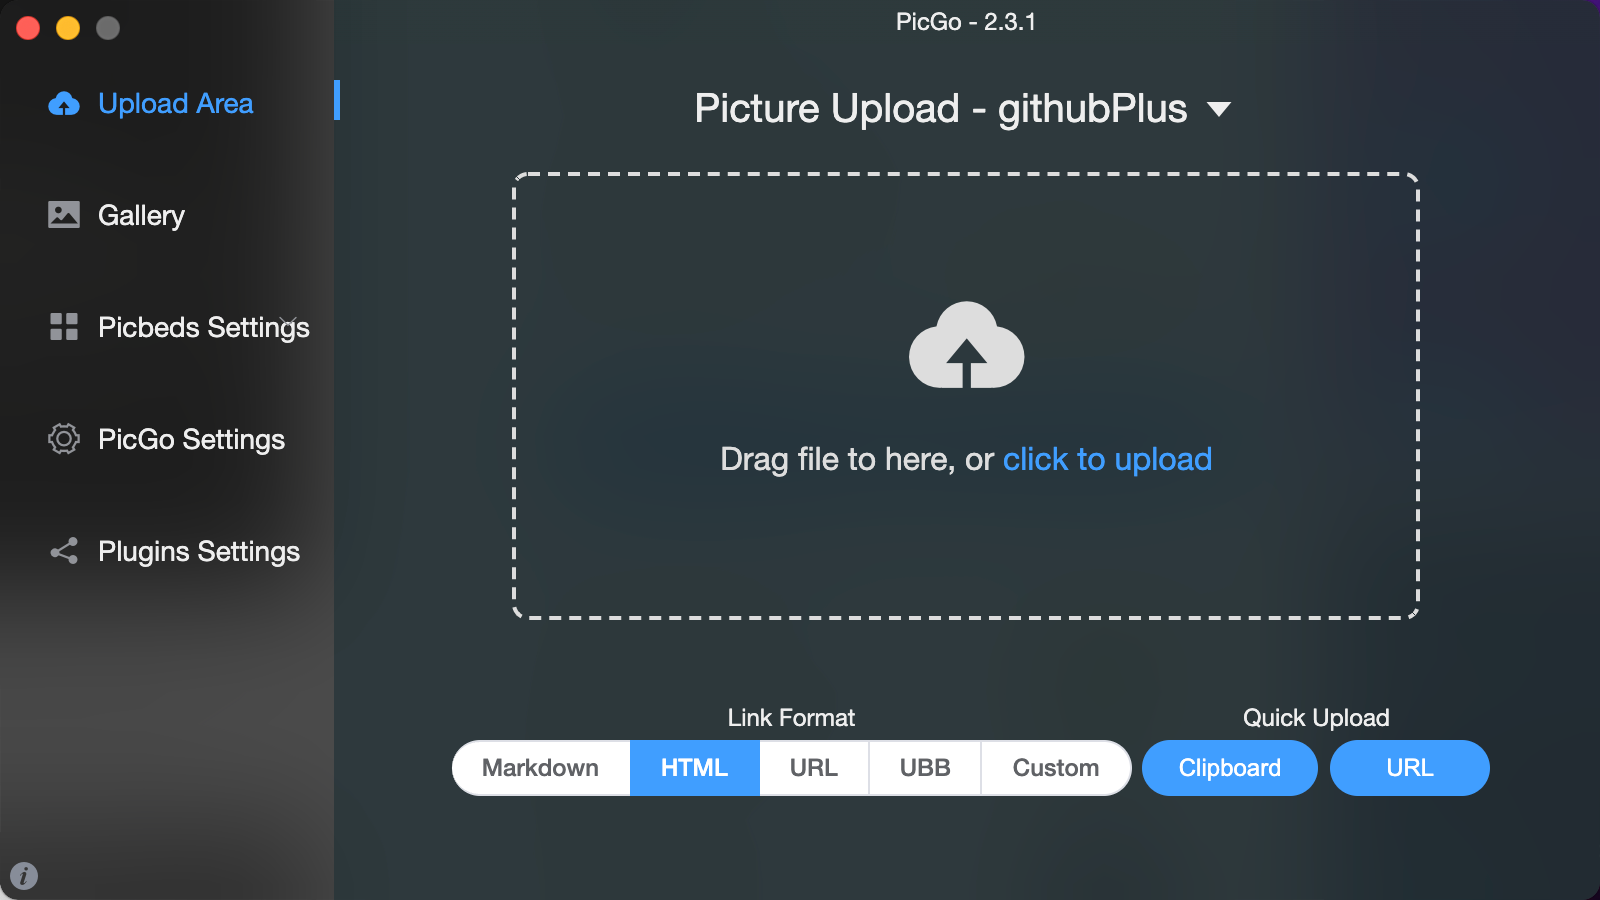 PicGo - 2.3.1
Upload Area
Gallery
Picbeds Settings
PicGo Settings
Plugins Settings
Picture Upload - githubPlus
Drag file to here, or click to upload
Link Format
Markdown HTML URL UBB Custom
Quick Upload
Clipboard URL
i